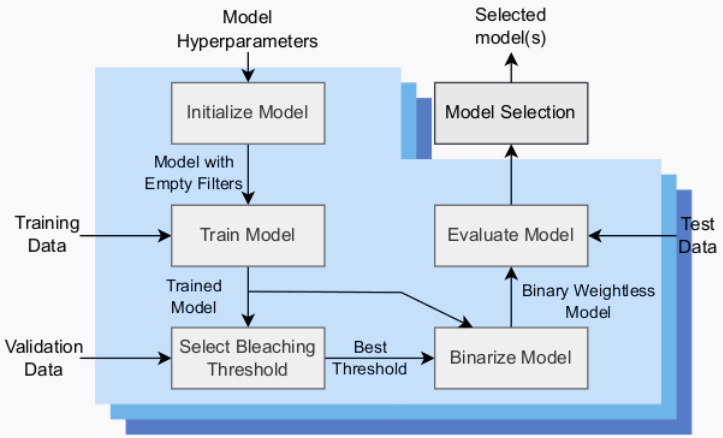 Model
Hyperparameters
Selected
model(s)
Initialize Model
Model Selection
Model with
Empty Filters
Training
Data
Train Model
Evaluate Model
Test
Data
Trained
Model
Binary Weightless
Model
Validation
Data
Select Bleaching
Threshold
Best
Threshold
Binarize Model